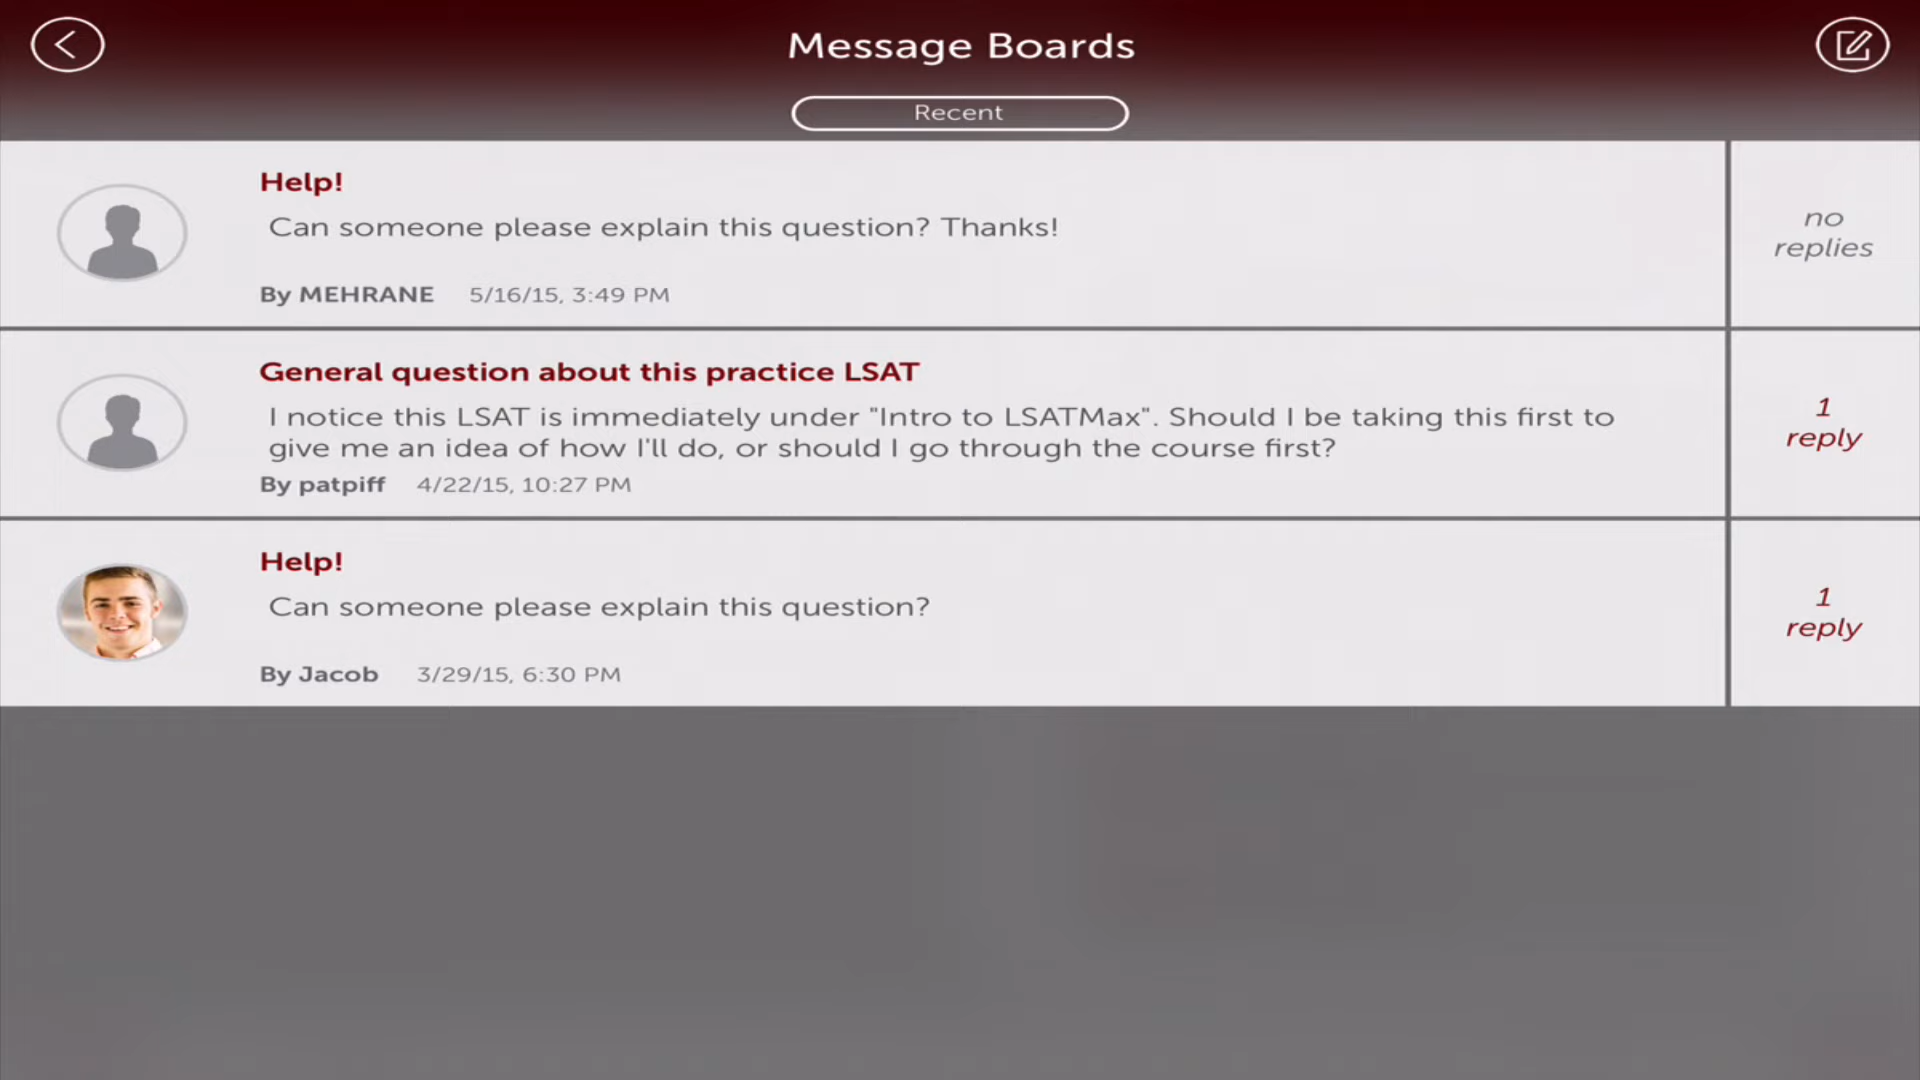 Message Boards
Recent
Help!
Can someone please explain this question? Thanks!
By MEHRANE 5/16/15, 3:49 PM
no
replies
General question about this practice LSAT
I notice this LSAT is immediately under "Intro to LSATMax". Should I be taking this first to
give me an idea of how I'll do, or should I go through the course first?
By patpiff 4/22/15, 10:27 PM
1
reply
Help!
Can someone please explain this question?
By Jacob 3/29/15, 6:30 PM
1
reply